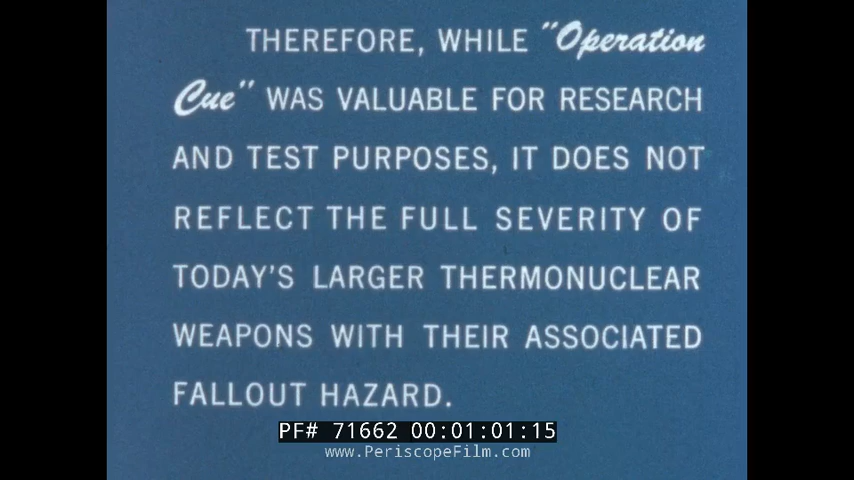 THEREFORE, WHILE "Operation
Cue" WAS VALUABLE FOR RESEARCH
AND TEST PURPOSES, IT DOES NOT
REFLECT THE FULL SEVERITY OF
TODAY'S LARGER THERMONUCLEAR
WEAPONS WITH THEIR ASSOCIATED
FALLOUT HAZARD.
PF# 71662 00:01:01:15
www.PeriscopeFilm.com